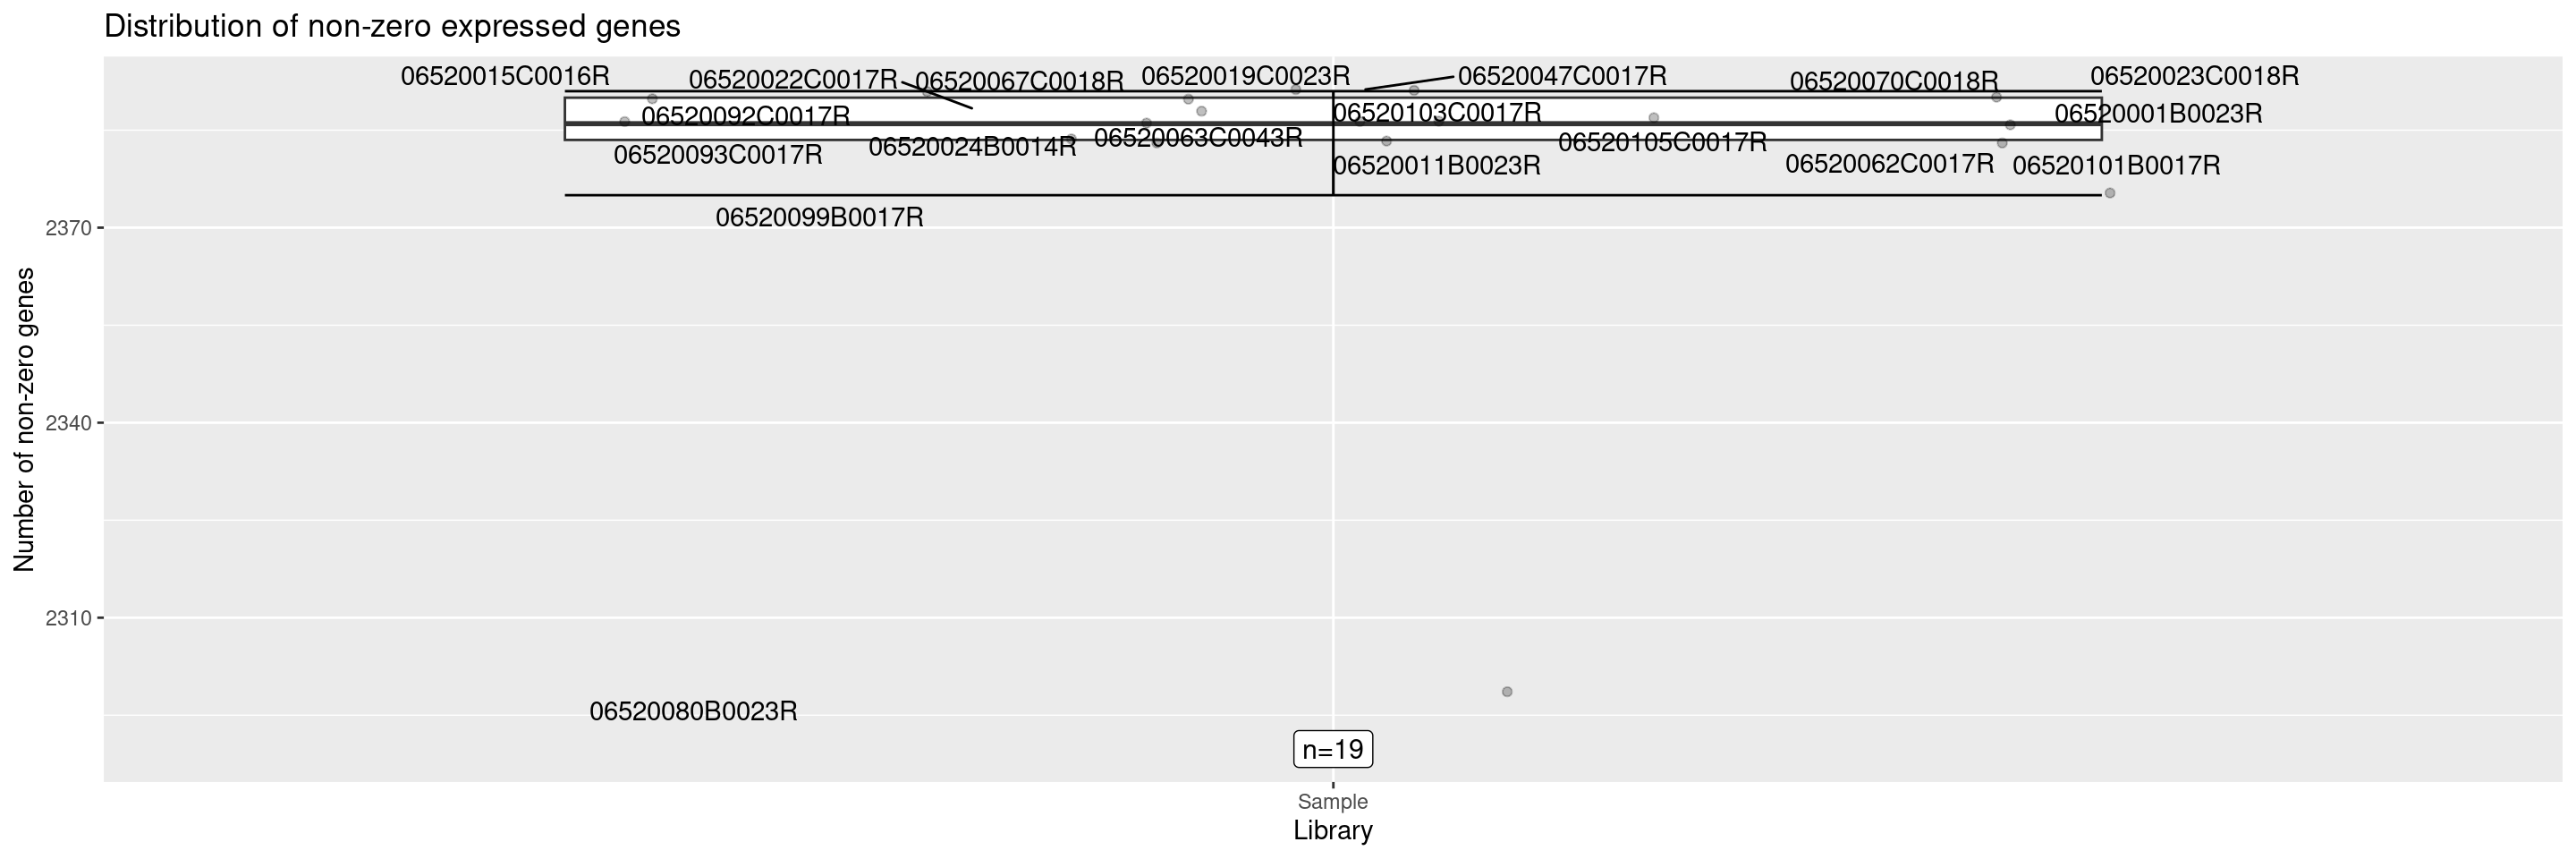 Distribution of non-zero expressed genes
06520015C0016R
06520022C0017R
06520067C0018R
06520019C0023R
06520047C0017R
06520070C0018R
06520023C0018R
06520092C0017R
06520103C0017R
06520001B0023R
06520093C0017R
06520024B0014R
06520063C0043R
06520011B0023R
06520105C0017R
06520062C0017R
06520101B0017R
06520099B0017R
06520080B0023R
2370
2340
2310
Number of non-zero genes
n=19
Sample
Library